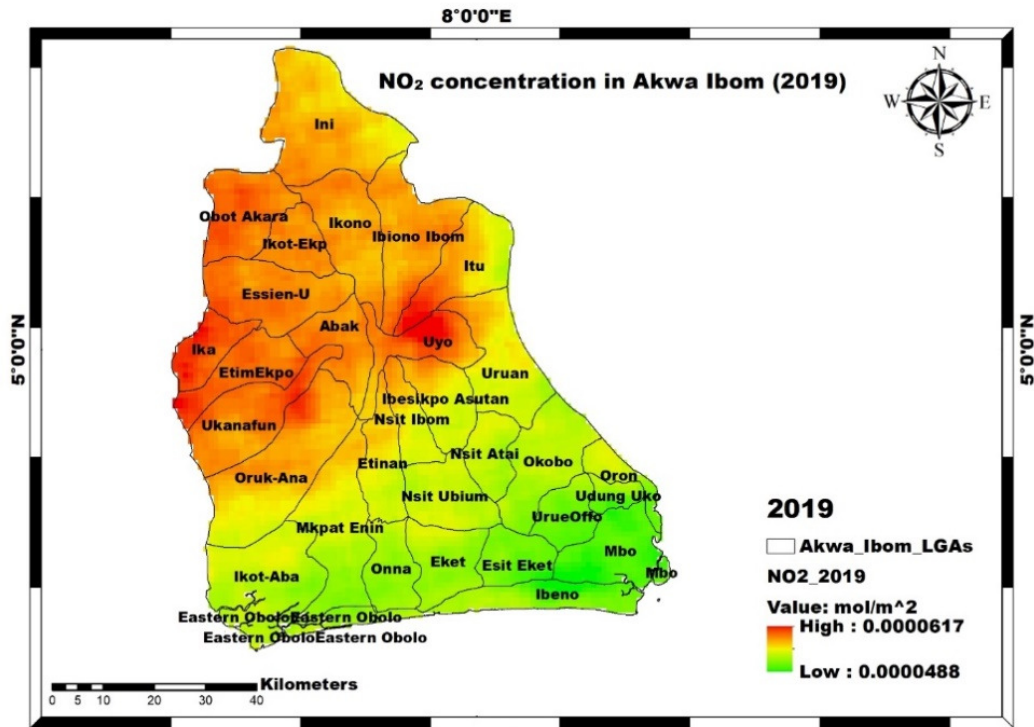 8°0'0"E
NO₂ concentration in Akwa Ibom (2019)
N
W E
S
Ini
Obot Akara
Ikono
Ikot-Ekp
Ibiono Ibom
Itu
Essien-U
Abak
Uyo
Ika
EtimEkpo
Uruan
Ibesikpo Asutan
Nsit Ibom
Ukanafun
Etinan
Nsit Atai
Okobo
Oruk-Ana
Oron
Nsit Ubium
Udung Uko
UrueOffo
Mkpat Enin
Mbo
Eket
Esit Eket
Onna
Ikot-Aba
Mbo
Ibeno
Eastern Obolo Eastern Obolo
Eastern Obolo Eastern Obolo
5°0'0"N
5°0'0"N
2019
Akwa_Ibom_LGAs
NO2_2019
Value: mol/m^2
High : 0.0000617
Low : 0.0000488
Kilometers
0 5 10 20 30 40